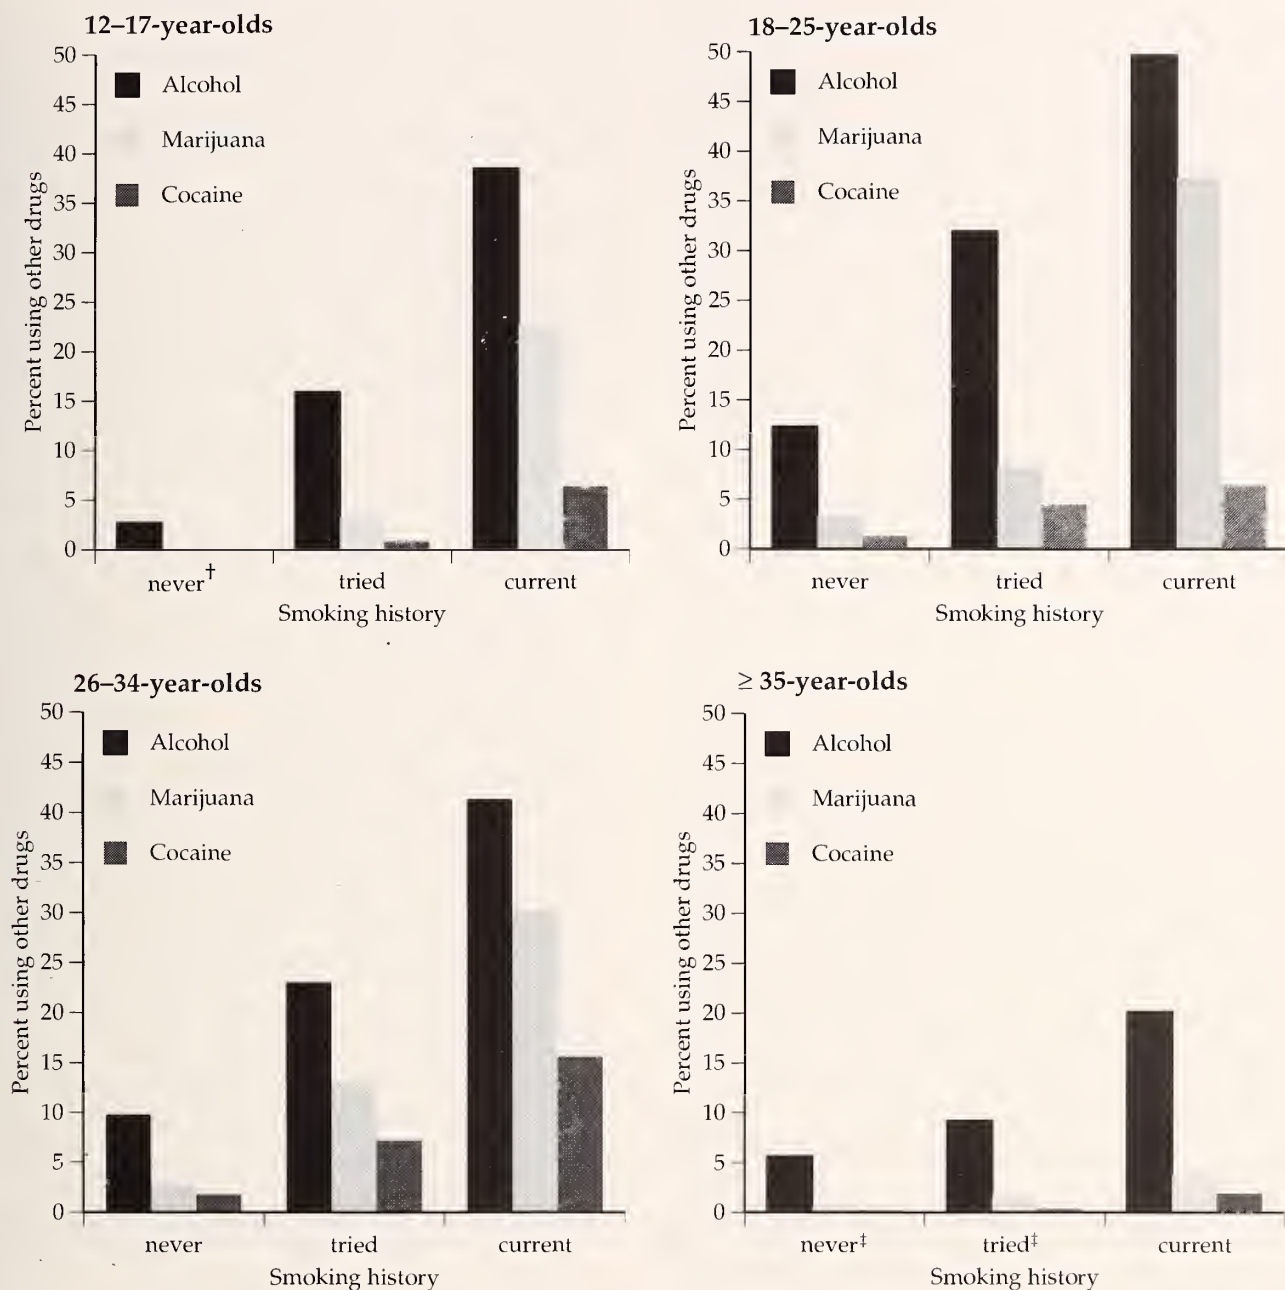 12–17-year-olds
50
45
40
35
30
25
20
15
10
5
0
Percent using other drugs
Alcohol
Marijuana
Cocaine
never† tried current
Smoking history
18–25-year-olds
50
45
40
35
30
25
20
15
10
5
0
Percent using other drugs
Alcohol
Marijuana
Cocaine
never tried current
Smoking history
26–34-year-olds
50
45
40
35
30
25
20
15
10
5
0
Percent using other drugs
Alcohol
Marijuana
Cocaine
never tried current
Smoking history
≥ 35-year-olds
50
45
40
35
30
25
20
15
10
5
0
Percent using other drugs
Alcohol
Marijuana
Cocaine
never‡ tried‡ current
Smoking history